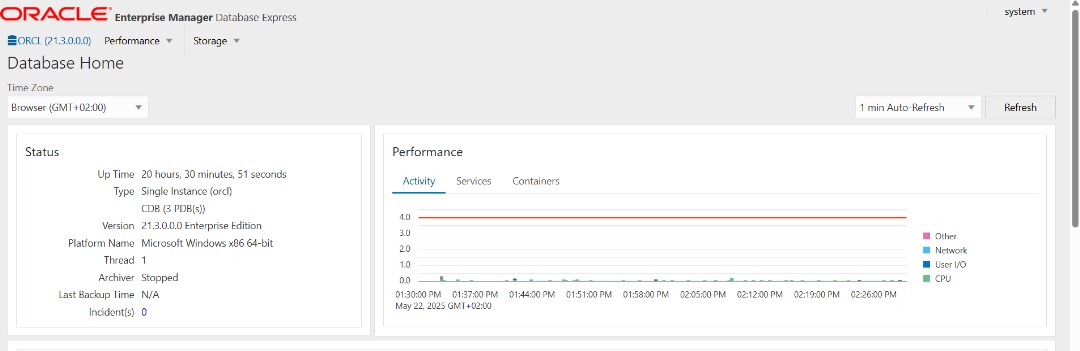 ORACLE Enterprise Manager Database Express
system
ORCL (21.3.0.0.0) Performance Storage
Database Home
Time Zone
Browser (GMT+02:00)
1 min Auto-Refresh Refresh
Status
Up Time 20 hours, 30 minutes, 51 seconds
Type Single Instance (orcl)
CDB (3 PDB(s))
Version 21.3.0.0.0 Enterprise Edition
Platform Name Microsoft Windows x86 64-bit
Thread 1
Archiver Stopped
Last Backup Time N/A
Incident(s) 0
Performance
Activity Services Containers
4.0
3.0
2.0
1.0
0.0
01:30:00 PM 01:37:00 PM 01:44:00 PM 01:51:00 PM 01:58:00 PM 02:05:00 PM 02:12:00 PM 02:19:00 PM 02:26:00 PM
May 22, 2025 GMT+02:00
Other
Network
User I/O
CPU